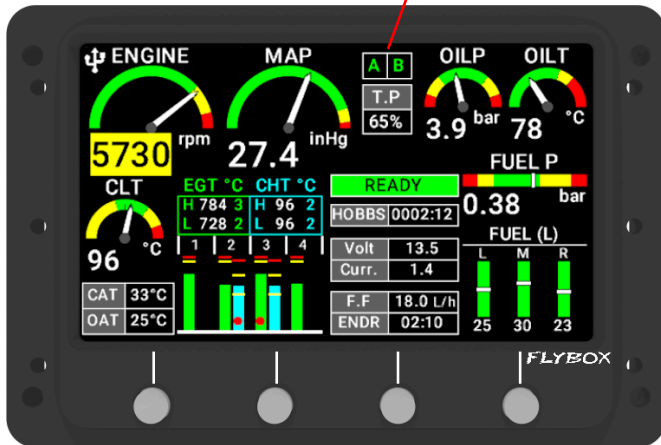 ENGINE
5730 rpm
MAP
27.4 inHg
A B
T.P
65%
OILP
3.9 bar
OILT
78 °C
CLT
96 °C
CAT 33°C
OAT 25°C
EGT °C CHT °C
H 784 3 H 96 2
L 728 2 L 96 2
1 2 3 4
READY
HOBBS 0002:12
Volt 13.5
Curr. 1.4
F.F 18.0 L/h
ENDR 02:10
FUEL P
0.38 bar
FUEL (L)
L M R
25 30 23
FLYBOX